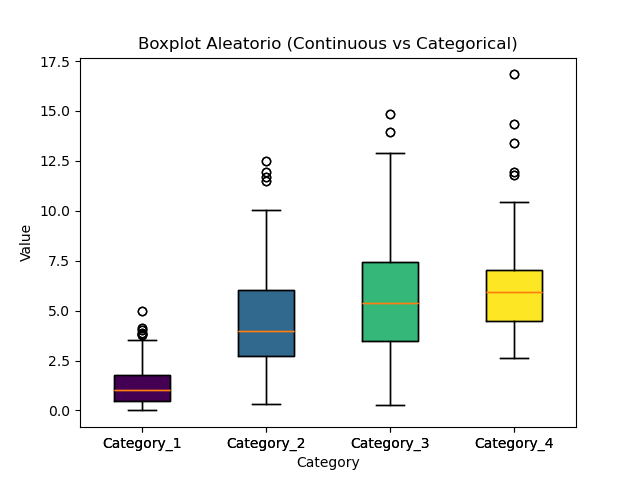 Boxplot Aleatorio (Continuous vs Categorical)
17.5
15.0
12.5
10.0
7.5
5.0
2.5
0.0
Value
Category_1
Category_2
Category_3
Category_4
Category